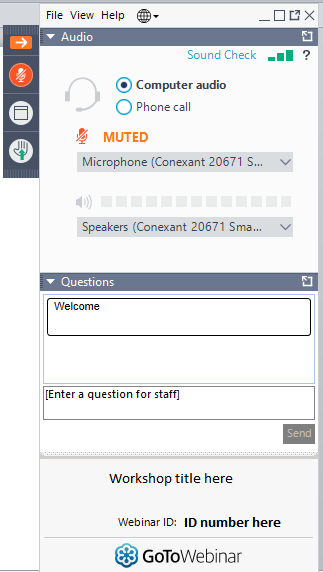 File View Help
Audio
Sound Check ?
Computer audio
Phone call
MUTED
Microphone (Conexant 20671 S...
Speakers (Conexant 20671 Sma...
Questions
Welcome
[Enter a question for staff]
Send
Workshop title here
Webinar ID: ID number here
GoToWebinar